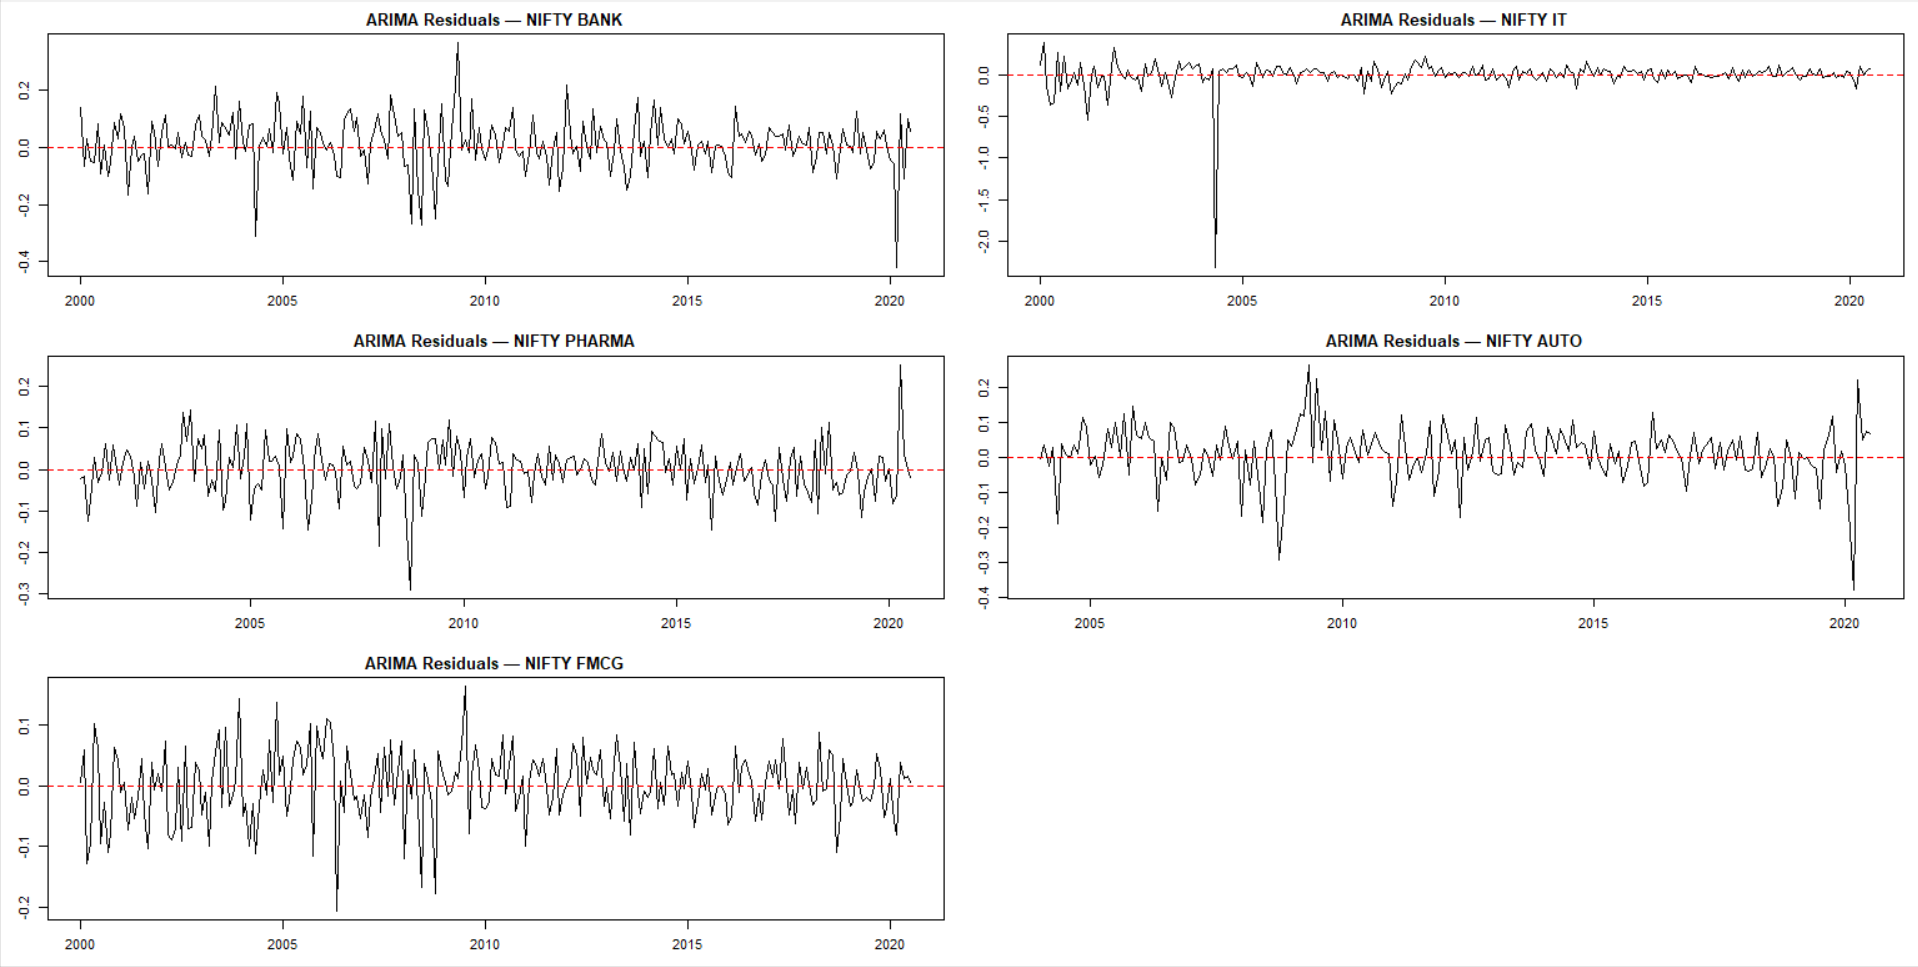 ARIMA Residuals — NIFTY BANK
0.2
0.0
-0.2
-0.4
2000 2005 2010 2015 2020
ARIMA Residuals — NIFTY IT
0.0
-0.5
-1.0
-1.5
-2.0
2000 2005 2010 2015 2020
ARIMA Residuals — NIFTY PHARMA
0.2
0.1
0.0
-0.1
-0.2
-0.3
2005 2010 2015 2020
ARIMA Residuals — NIFTY AUTO
0.2
0.1
0.0
-0.1
-0.2
-0.3
-0.4
2005 2010 2015 2020
ARIMA Residuals — NIFTY FMCG
0.1
0.0
-0.1
-0.2
2000 2005 2010 2015 2020